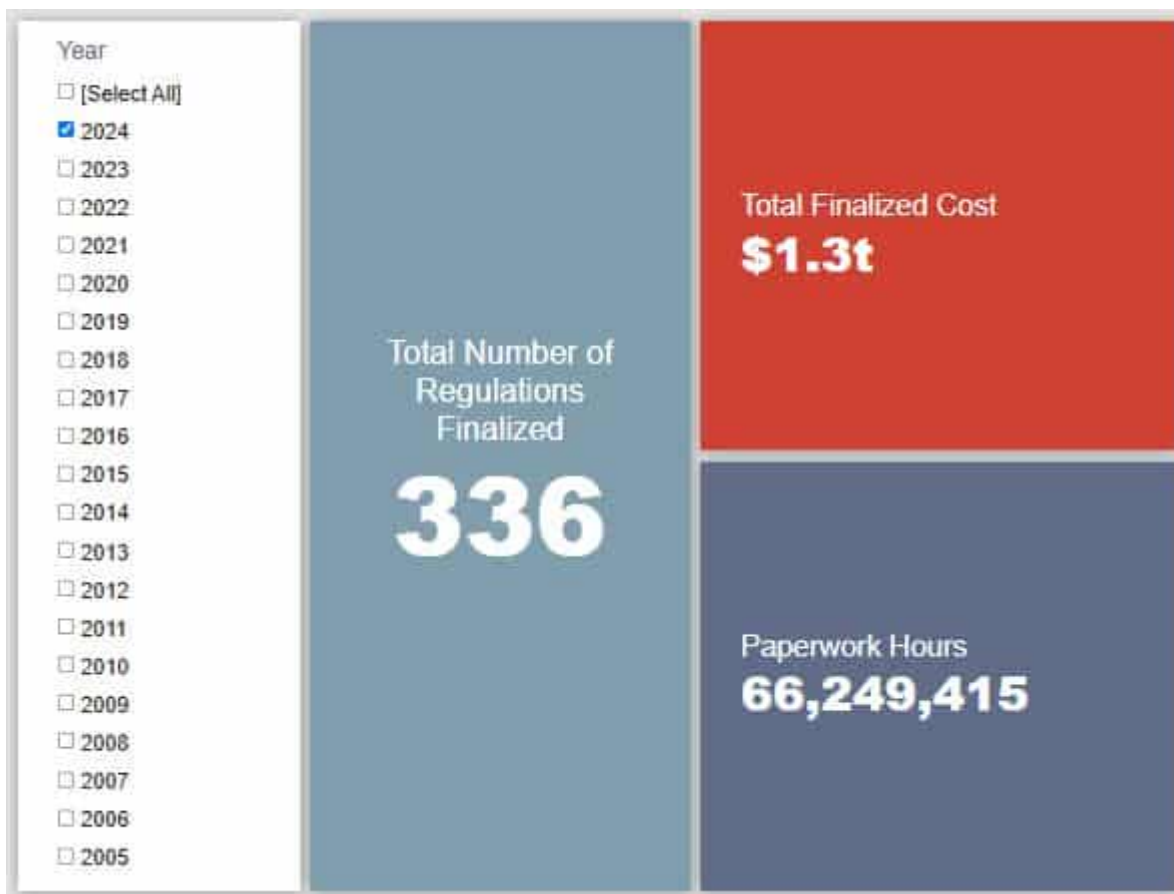 Year
[Select All]
2024
2023
2022
2021
2020
2019
2018
2017
2016
2015
2014
2013
2012
2011
2010
2009
2008
2007
2006
2005
Total Number of
Regulations
Finalized
336
Total Finalized Cost
$1.3t
Paperwork Hours
66,249,415